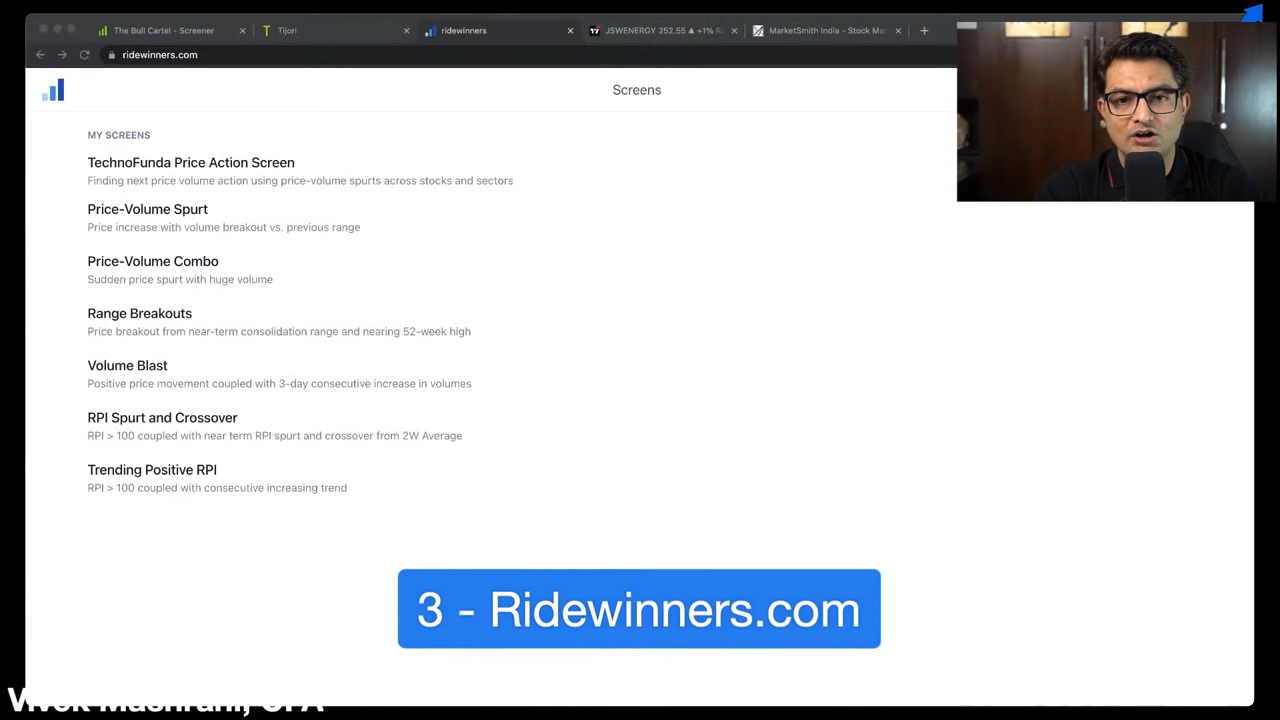 The Bull Cartel - Screener
Tijori
ridewinners
JSWENERGY 252.55 ▲ +1%
MarketSmith India - Stock
ridewinners.com
Screens
MY SCREENS
TechnoFunda Price Action Screen
Finding next price volume action using price-volume spurts across stocks and sectors
Price-Volume Spurt
Price increase with volume breakout vs. previous range
Price-Volume Combo
Sudden price spurt with huge volume
Range Breakouts
Price breakout from near-term consolidation range and nearing 52-week high
Volume Blast
Positive price movement coupled with 3-day consecutive increase in volumes
RPI Spurt and Crossover
RPI > 100 coupled with near term RPI spurt and crossover from 2W Average
Trending Positive RPI
RPI > 100 coupled with consecutive increasing trend
3 - Ridewinners.com